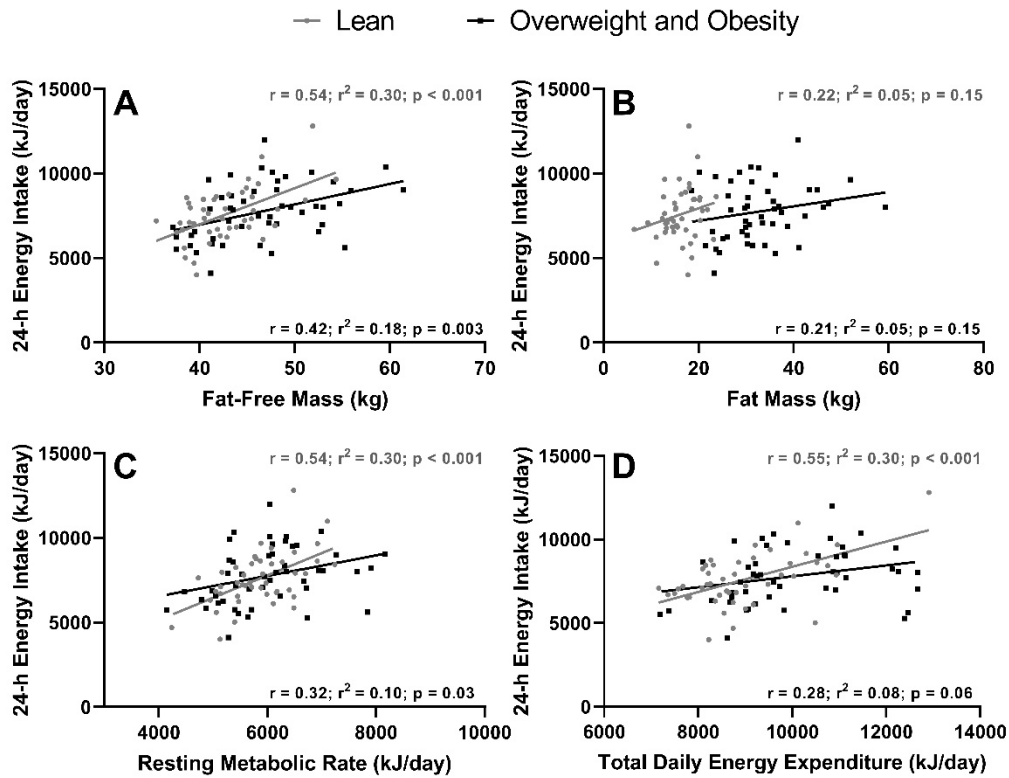 Lean Overweight and Obesity
A
r = 0.54; r² = 0.30; p < 0.001
15000
10000
5000
0
24-h Energy Intake (kJ/day)
r = 0.42; r² = 0.18; p = 0.003
30 40 50 60 70
Fat-Free Mass (kg)
B
r = 0.22; r² = 0.05; p = 0.15
15000
10000
5000
0
24-h Energy Intake (kJ/day)
r = 0.21; r² = 0.05; p = 0.15
0 20 40 60 80
Fat Mass (kg)
C
r = 0.54; r² = 0.30; p < 0.001
15000
10000
5000
0
24-h Energy Intake (kJ/day)
r = 0.32; r² = 0.10; p = 0.03
4000 6000 8000 10000
Resting Metabolic Rate (kJ/day)
D
r = 0.55; r² = 0.30; p < 0.001
15000
10000
5000
0
24-h Energy Intake (kJ/day)
r = 0.28; r² = 0.08; p = 0.06
6000 8000 10000 12000 14000
Total Daily Energy Expenditure (kJ/day)